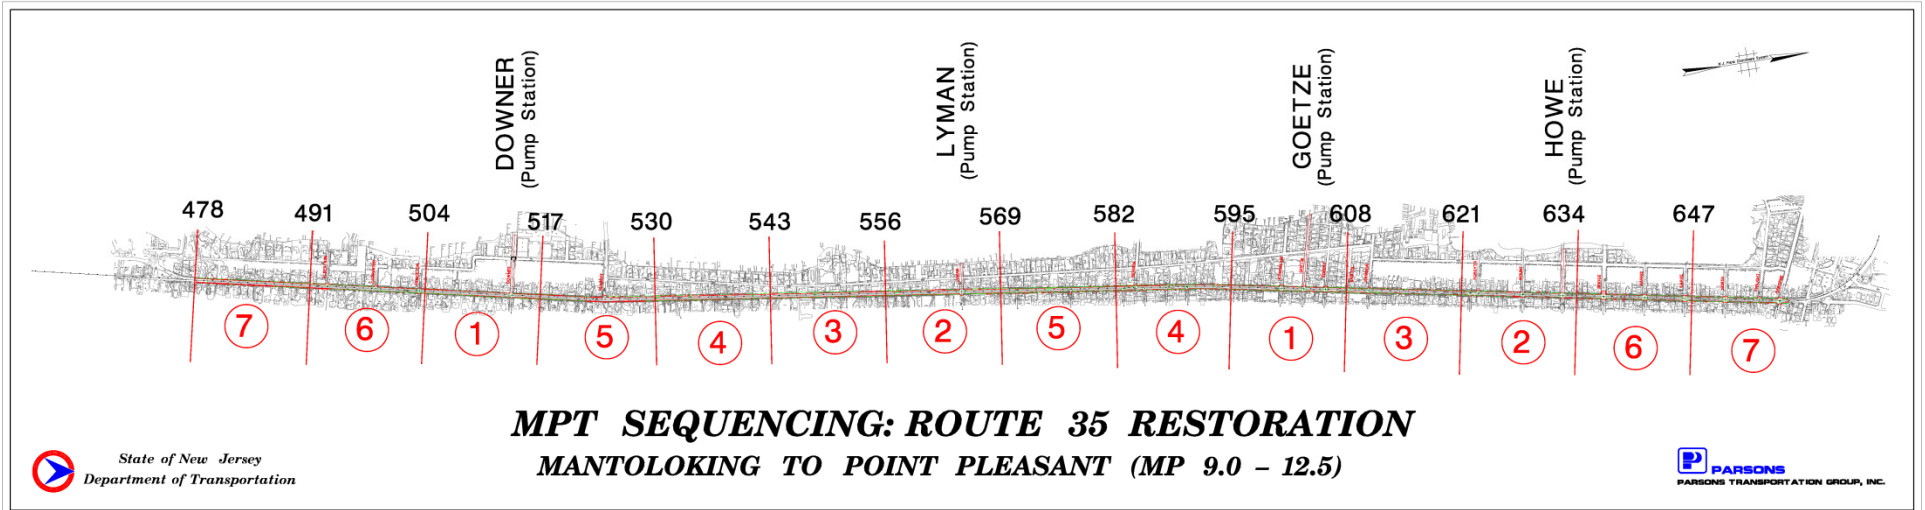 DOWNER
(Pump Station)
LYMAN
(Pump Station)
GOETZE
(Pump Station)
HOWE
(Pump Station)
478 491 504 517 530 543 556 569 582 595 608 621 634 647
7 6 1 5 4 3 2 5 4 1 3 2 6 7
MPT SEQUENCING: ROUTE 35 RESTORATION
MANTOLOKING TO POINT PLEASANT (MP 9.0 – 12.5)
State of New Jersey
Department of Transportation
P PARSONS
PARSONS TRANSPORTATION GROUP, INC.